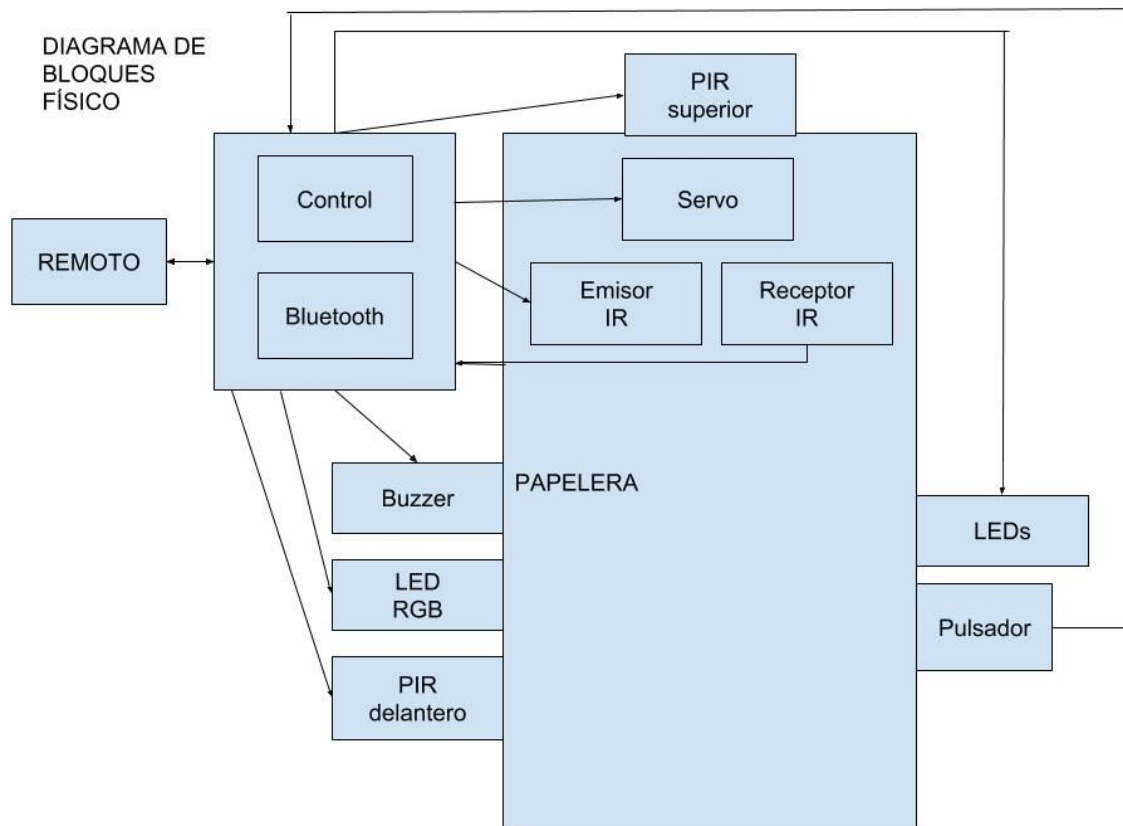 DIAGRAMA DE
BLOQUES
FÍSICO
PIR
superior
Control
Servo
REMOTO
Emisor
IR
Receptor
IR
Bluetooth
Buzzer
PAPELERA
LEDs
LED
RGB
Pulsador
PIR
delantero